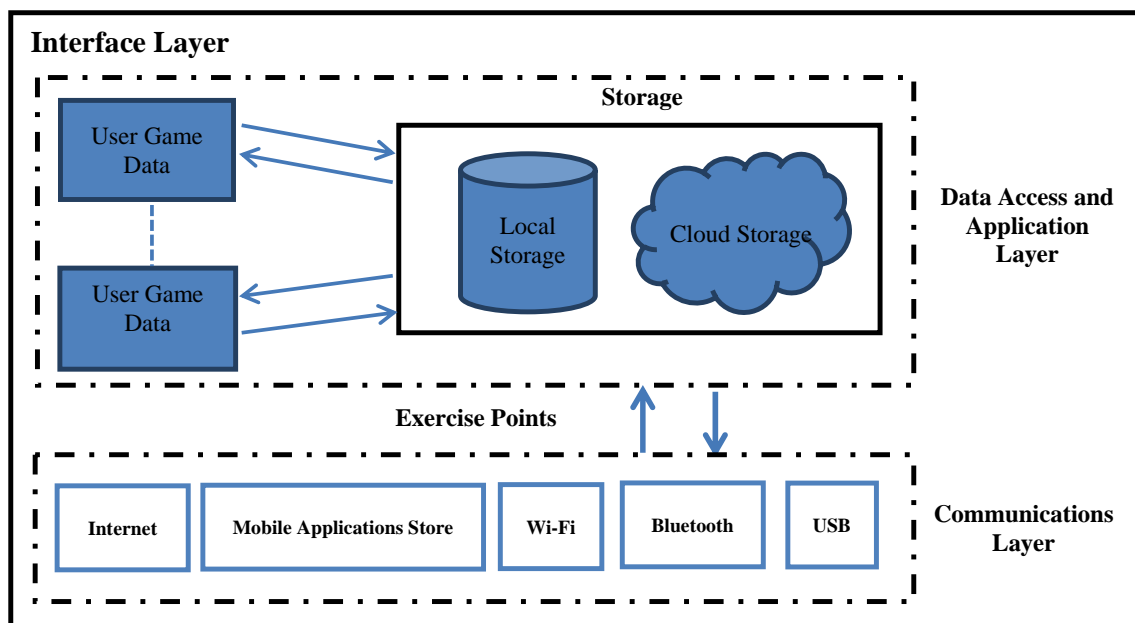 Interface Layer
Storage
User Game
Data
Local
Storage
Cloud Storage
User Game
Data
Data Access and
Application
Layer
Exercise Points
Internet
Mobile Applications Store
Wi-Fi
Bluetooth
USB
Communications
Layer